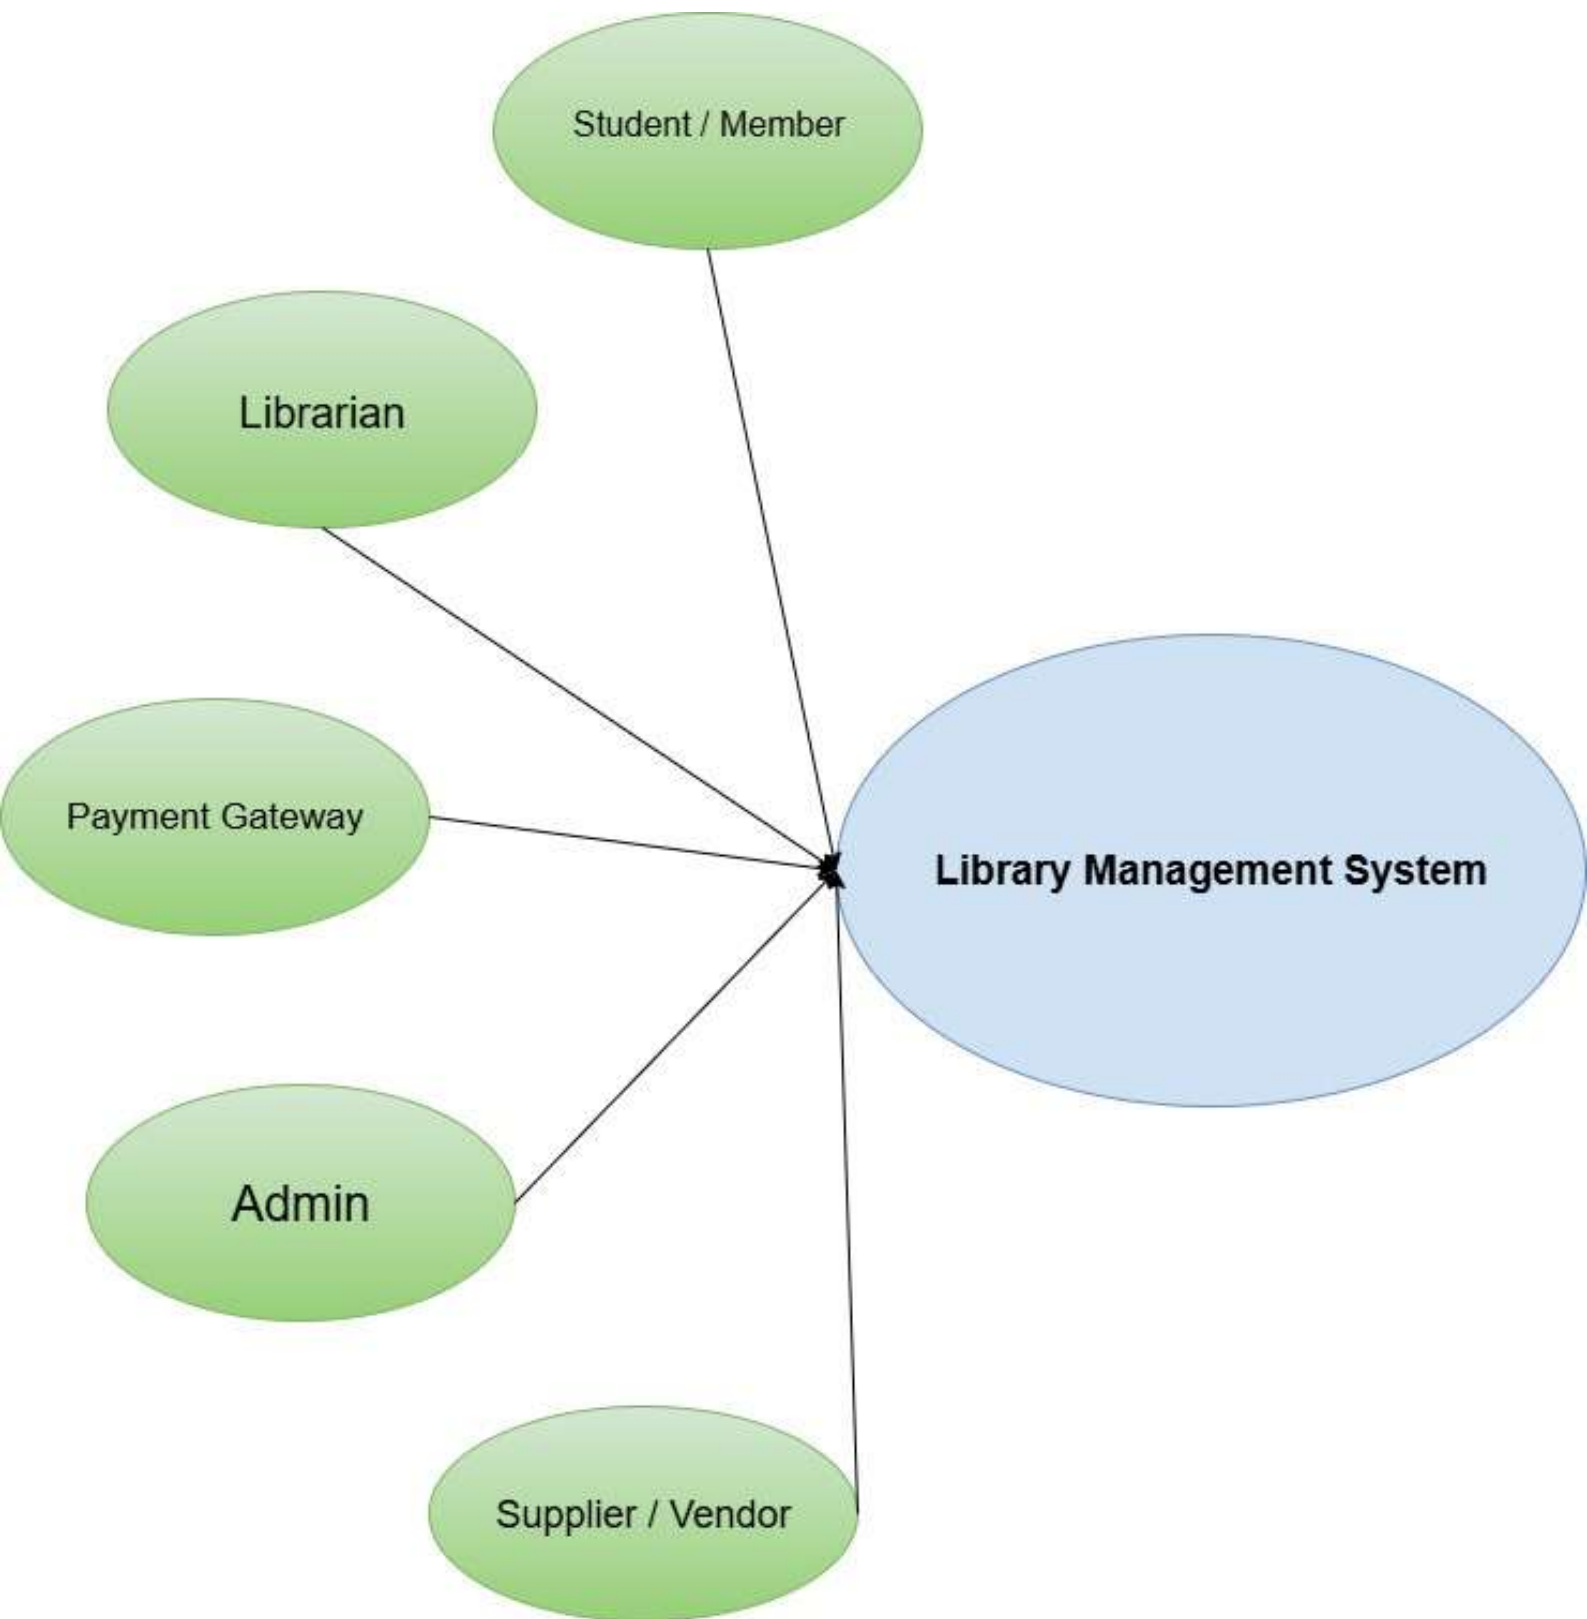 Student / Member
Librarian
Payment Gateway
Library Management System
Admin
Supplier / Vendor